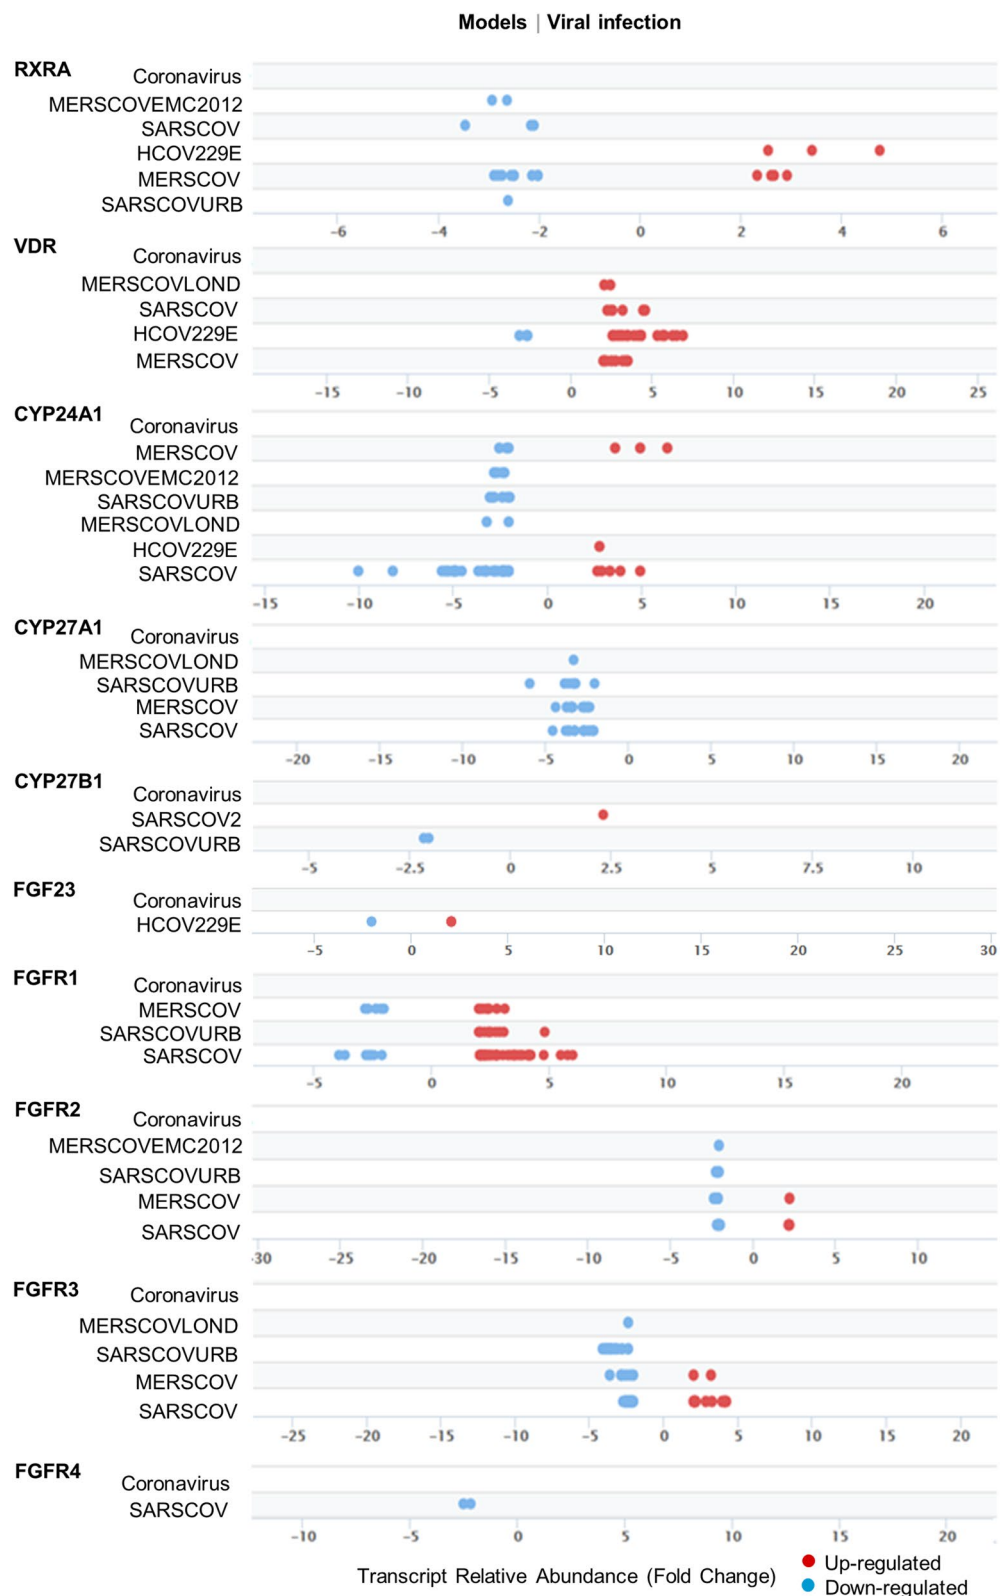 Models | Viral infection
RXRA
Coronavirus
MERSCOVEMC2012
SARSCOV
HCOV229E
MERSCOV
SARSCOVURB
-6 -4 -2 0 2 4 6
VDR
Coronavirus
MERSCOVLOND
SARSCOV
HCOV229E
MERSCOV
-15 -10 -5 0 5 10 15 20 25
CYP24A1
Coronavirus
MERSCOV
MERSCOVEMC2012
SARSCOVURB
MERSCOVLOND
HCOV229E
SARSCOV
-15 -10 -5 0 5 10 15 20
CYP27A1
Coronavirus
MERSCOVLOND
SARSCOVURB
MERSCOV
SARSCOV
-20 -15 -10 -5 0 5 10 15 20
CYP27B1
Coronavirus
SARSCOV2
SARSCOVURB
-5 -2.5 0 2.5 5 7.5 10
FGF23
Coronavirus
HCOV229E
-5 0 5 10 15 20 25 30
FGFR1
Coronavirus
MERSCOV
SARSCOVURB
SARSCOV
-5 0 5 10 15 20
FGFR2
Coronavirus
MERSCOVEMC2012
SARSCOVURB
MERSCOV
SARSCOV
-30 -25 -20 -15 -10 -5 0 5 10
FGFR3
Coronavirus
MERSCOVLOND
SARSCOVURB
MERSCOV
SARSCOV
-25 -20 -15 -10 -5 0 5 10 15 20
FGFR4
Coronavirus
SARSCOV
-10 -5 0 5 10 15 20
Transcript Relative Abundance (Fold Change)
Up-regulated
Down-regulated